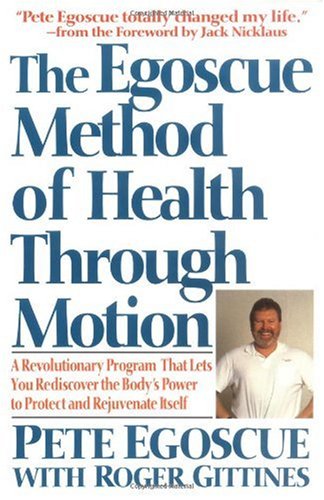 “Pete Egoscue totally changed my life.”
—from the Foreword by Jack Nicklaus
The Egoscue
Method
of Health
Through
Motion
A Revolutionary Program That Lets
You Rediscover the Body's Power
to Protect and Rejuvenate Itself
PETE EGOSCUE
WITH ROGER GITTINES